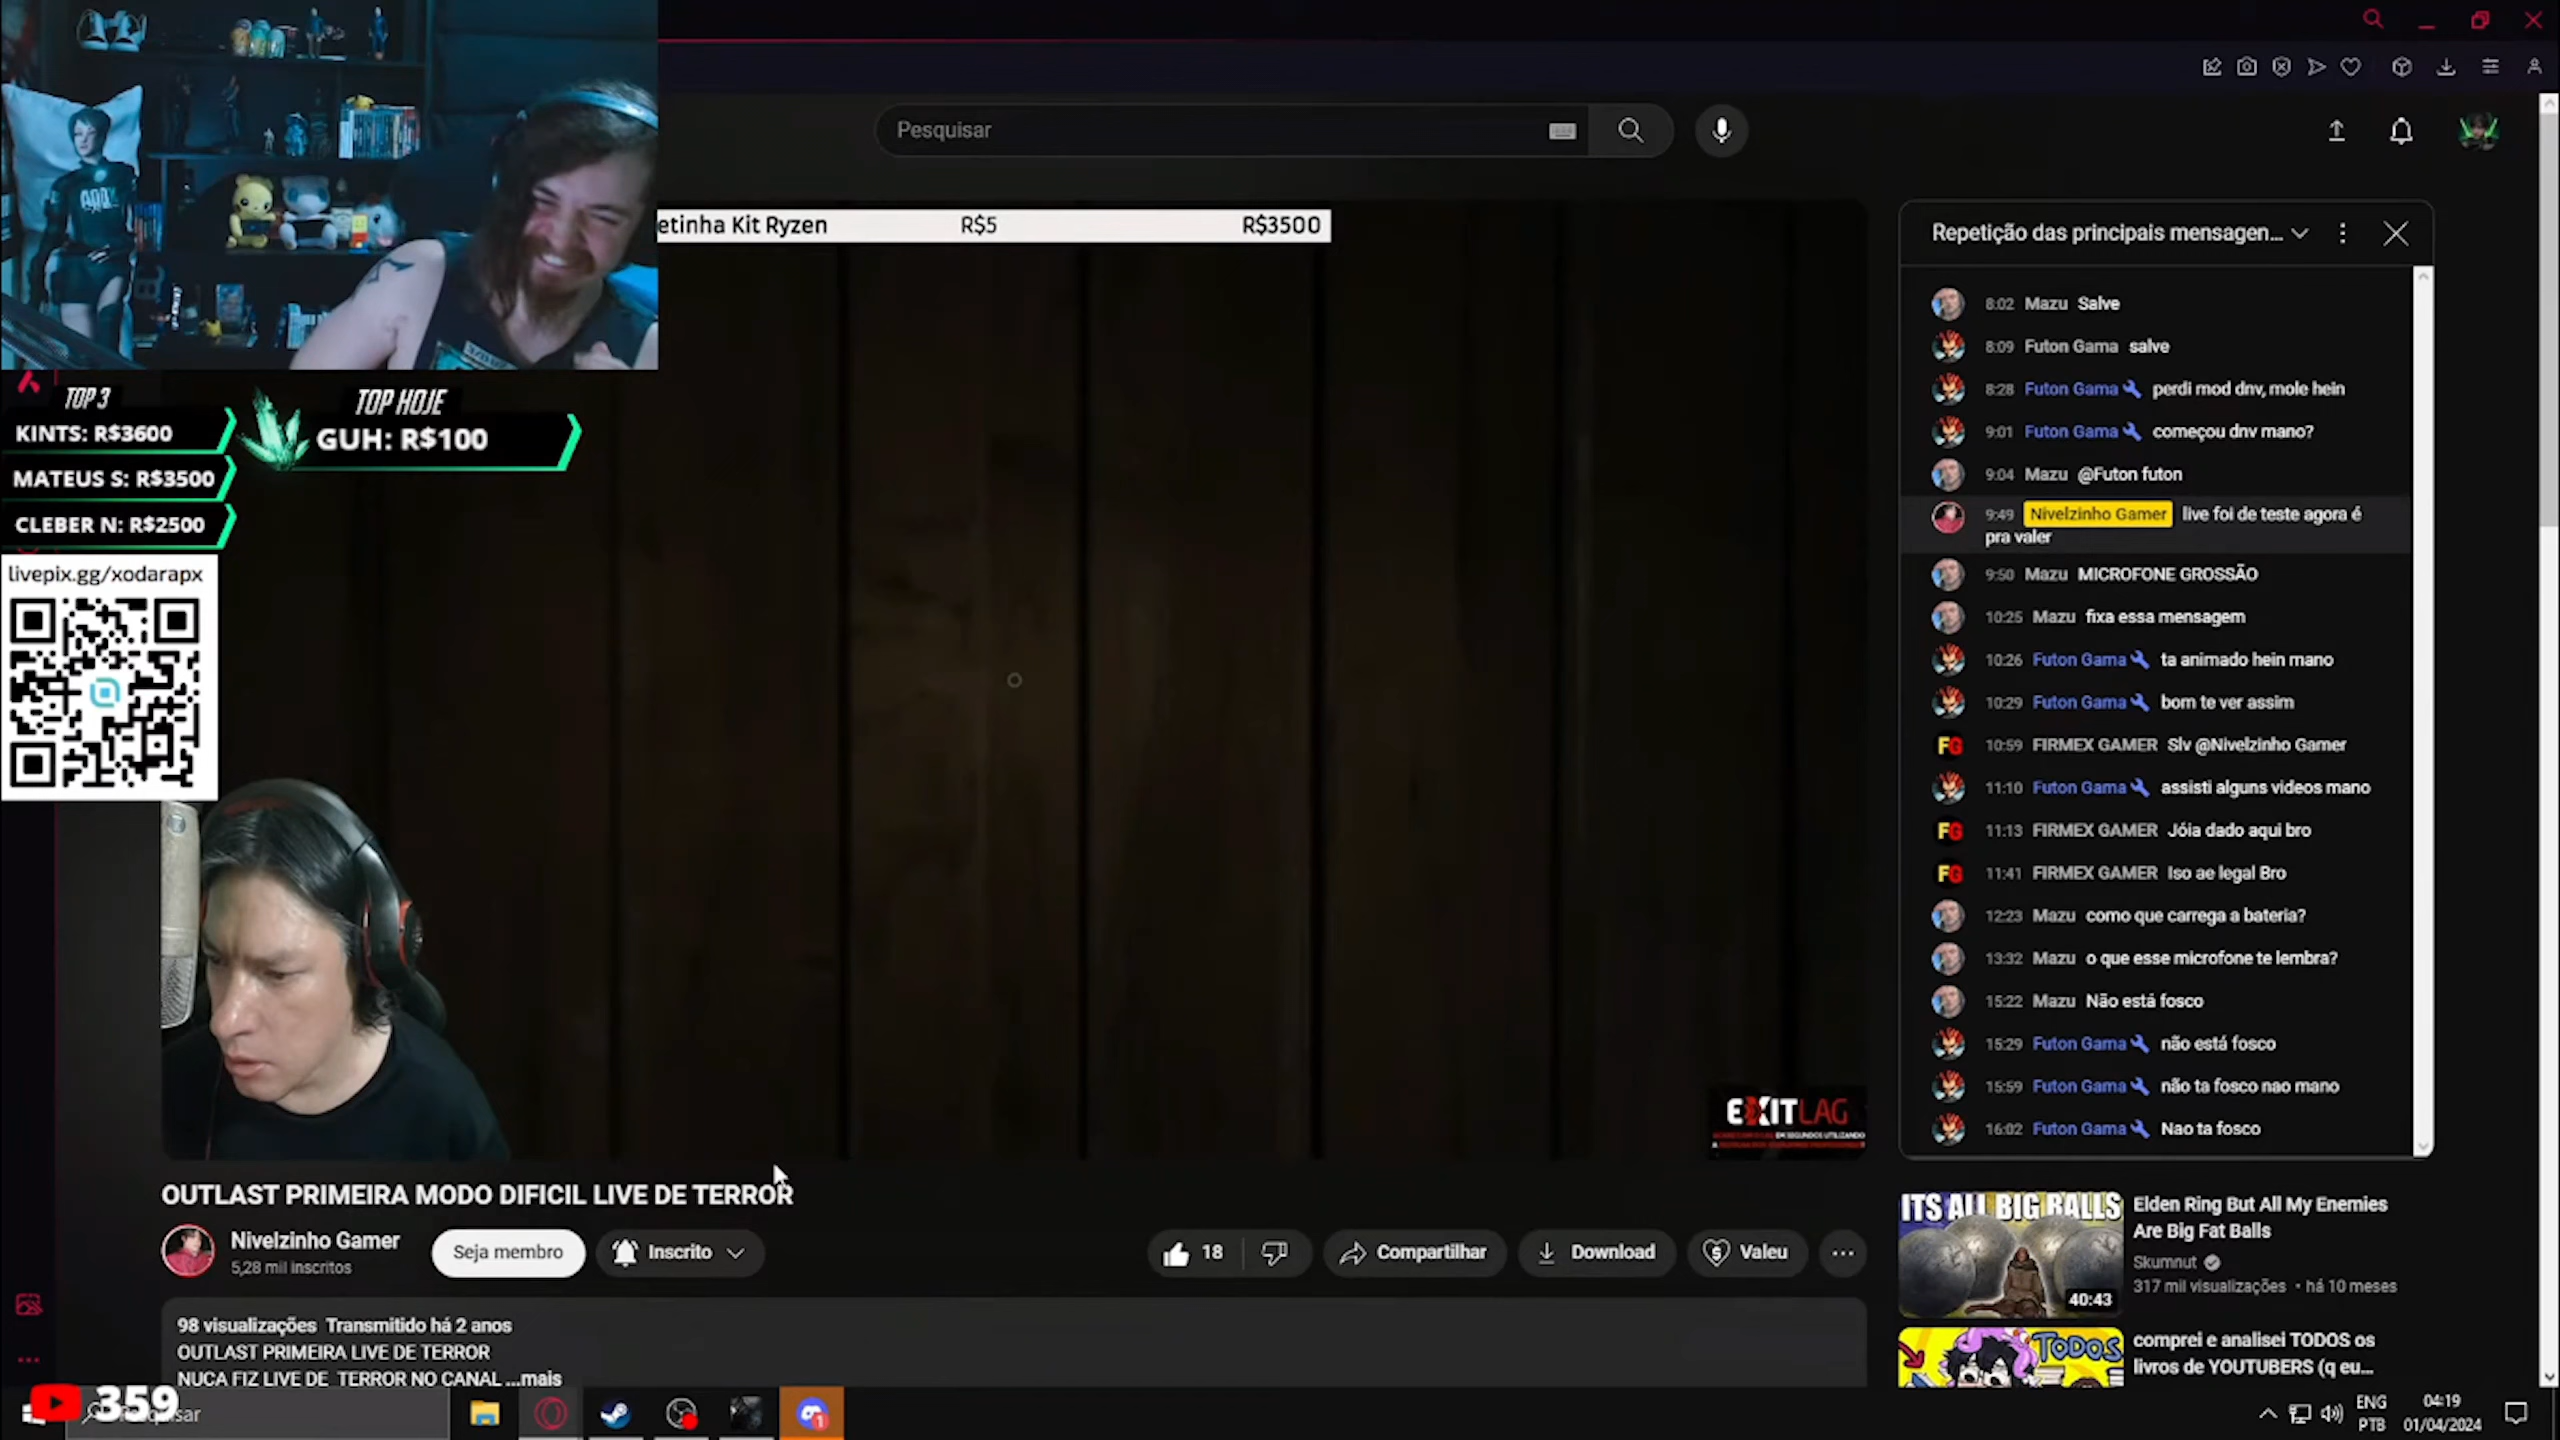 Pesquisar
etinha Kit Ryzen R$5 R$3500
TOP 3
KINTS: R$3600
MATEUS S: R$3500
CLEBER N: R$2500
TOP HOJE
GUH: R$100
livepix.gg/xodarapx
Repetição das principais mensagen...
8:02 Mazu Salve
8:09 Futon Gama salve
8:28 Futon Gama perdi mod dnv, mole hein
9:01 Futon Gama começou dnv mano?
9:04 Mazu @Futon futon
9:49 Nivelzinho Gamer live foi de teste agora é
pra valer
9:50 Mazu MICROFONE GROSSÃO
10:25 Mazu fixa essa mensagem
10:26 Futon Gama ta animado hein mano
10:29 Futon Gama bom te ver assim
FG 10:59 FIRMEX GAMER Slv @Nivelzinho Gamer
11:10 Futon Gama assisti alguns videos mano
FG 11:13 FIRMEX GAMER Jóia dado aqui bro
FG 11:41 FIRMEX GAMER Iso ae legal Bro
12:23 Mazu como que carrega a bateria?
13:32 Mazu o que esse microfone te lembra?
15:22 Mazu Não está fosco
15:29 Futon Gama não está fosco
15:59 Futon Gama não ta fosco nao mano
16:02 Futon Gama Nao ta fosco
EXITLAG
OUTLAST PRIMEIRA MODO DIFICIL LIVE DE TERROR
Nivelzinho Gamer
5,28 mil inscritos
Seja membro
Inscrito
18
Compartilhar
Download
Valeu
98 visualizações Transmitido há 2 anos
OUTLAST PRIMEIRA LIVE DE TERROR
NUCA FIZ LIVE DE TERROR NO CANAL ...mais
ITS ALL BIG BALLS
40:43
Elden Ring But All My Enemies
Are Big Fat Balls
Skumnut
317 mil visualizações • há 10 meses
TODOS
comprei e analisei TODOS os
livros de YOUTUBERS (q eu...
359
1
ENG
PTB
04:19
01/04/2024